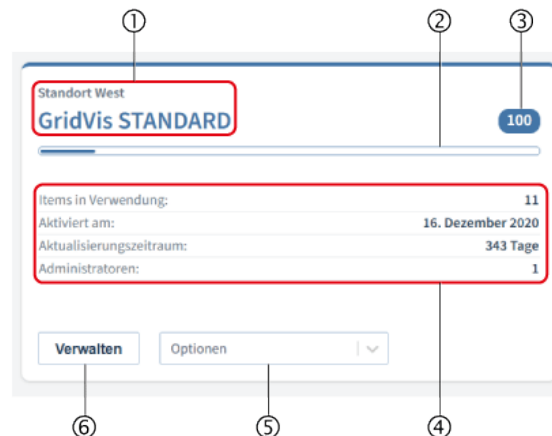 ① ② ③
Standort West
GridVis STANDARD 100
Items in Verwendung: 11
Aktiviert am: 16. Dezember 2020
Aktualisierungszeitraum: 343 Tage
Administratoren: 1
Verwalten Optionen
⑥ ⑤ ④